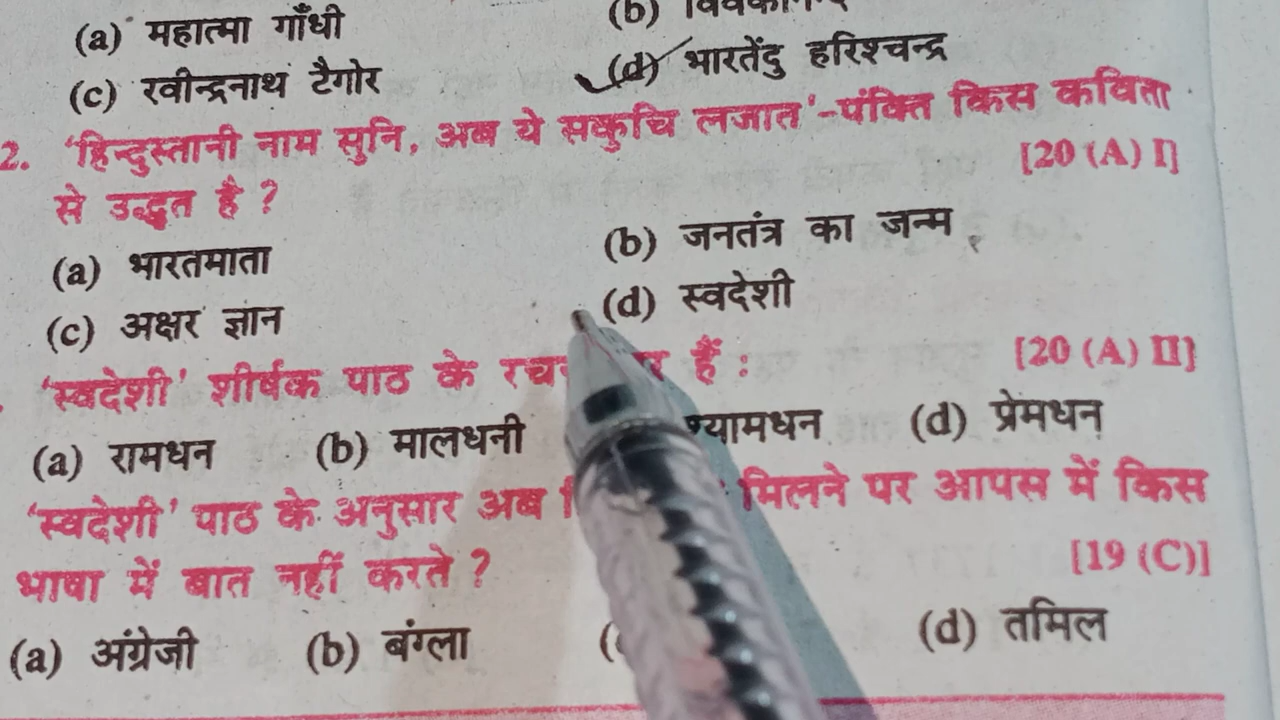 (a) महात्मा गाँधी (b)
(c) रवीन्द्रनाथ टैगोर (d) भारतेंदु हरिश्चन्द्र
2. 'हिन्दुस्तानी नाम सुनि, अब ये सकुचि लजात'-पंक्ति किस कविता
से उद्धृत है ? [20 (A) I]
(a) भारतमाता (b) जनतंत्र का जन्म
(c) अक्षर ज्ञान (d) स्वदेशी
'स्वदेशी' शीर्षक पाठ के हैं : [20 (A) II]
(a) रामधन (b) मालधनी श्यामधन (d) प्रेमधन
'स्वदेशी' पाठ के अनुसार अब मिलने पर आपस में किस
भाषा में बात नहीं करते ? [19 (C)]
(a) अंग्रेजी (b) बंग्ला (d) तमिल